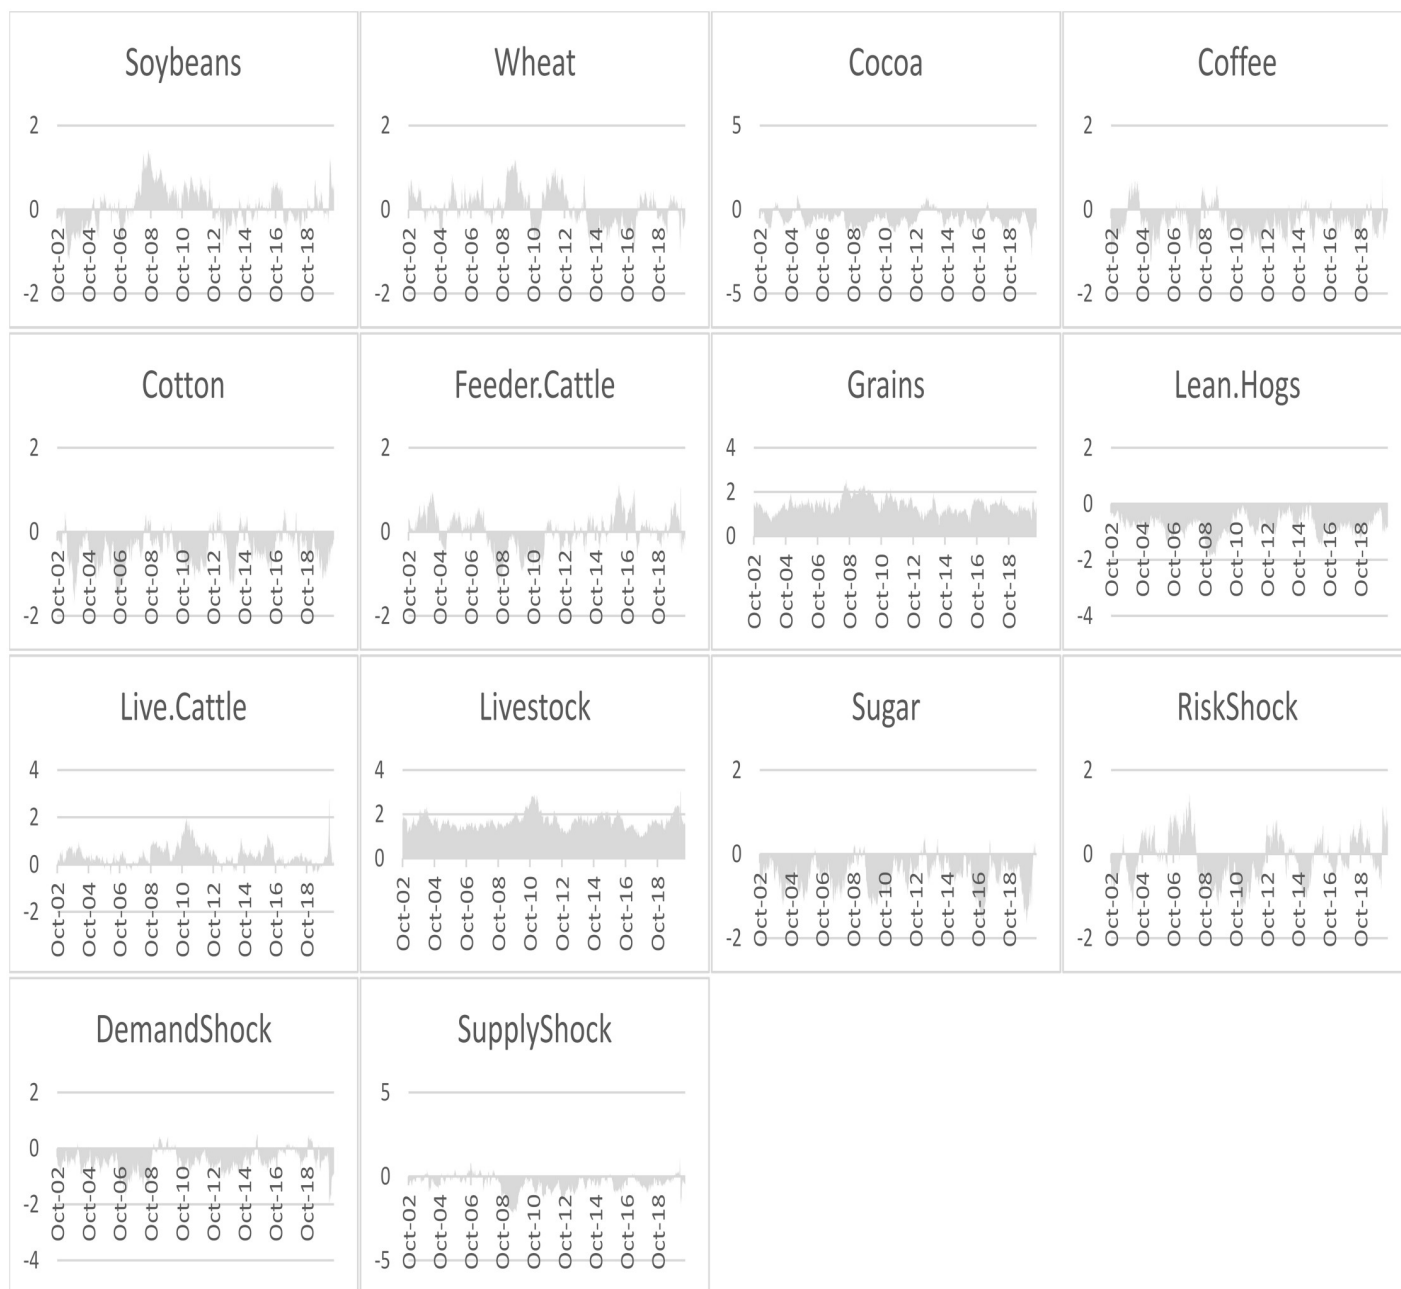 Soybeans
2
0
-2
Oct-02
Oct-04
Oct-06
Oct-08
Oct-10
Oct-12
Oct-14
Oct-16
Oct-18
Wheat
2
0
-2
Oct-02
Oct-04
Oct-06
Oct-08
Oct-10
Oct-12
Oct-14
Oct-16
Oct-18
Cocoa
5
0
-5
Oct-02
Oct-04
Oct-06
Oct-08
Oct-10
Oct-12
Oct-14
Oct-16
Oct-18
Coffee
2
0
-2
Oct-02
Oct-04
Oct-06
Oct-08
Oct-10
Oct-12
Oct-14
Oct-16
Oct-18
Cotton
2
0
-2
Oct-02
Oct-04
Oct-06
Oct-08
Oct-10
Oct-12
Oct-14
Oct-16
Oct-18
Feeder.Cattle
2
0
-2
Oct-02
Oct-04
Oct-06
Oct-08
Oct-10
Oct-12
Oct-14
Oct-16
Oct-18
Grains
4
2
0
Oct-02
Oct-04
Oct-06
Oct-08
Oct-10
Oct-12
Oct-14
Oct-16
Oct-18
Lean.Hogs
2
0
-2
-4
Oct-02
Oct-04
Oct-06
Oct-08
Oct-10
Oct-12
Oct-14
Oct-16
Oct-18
Live.Cattle
4
2
0
-2
Oct-02
Oct-04
Oct-06
Oct-08
Oct-10
Oct-12
Oct-14
Oct-16
Oct-18
Livestock
4
2
0
Oct-02
Oct-04
Oct-06
Oct-08
Oct-10
Oct-12
Oct-14
Oct-16
Oct-18
Sugar
2
0
-2
Oct-02
Oct-04
Oct-06
Oct-08
Oct-10
Oct-12
Oct-14
Oct-16
Oct-18
RiskShock
2
0
-2
Oct-02
Oct-04
Oct-06
Oct-08
Oct-10
Oct-12
Oct-14
Oct-16
Oct-18
DemandShock
2
0
-2
-4
Oct-02
Oct-04
Oct-06
Oct-08
Oct-10
Oct-12
Oct-14
Oct-16
Oct-18
SupplyShock
5
0
-5
Oct-02
Oct-04
Oct-06
Oct-08
Oct-10
Oct-12
Oct-14
Oct-16
Oct-18